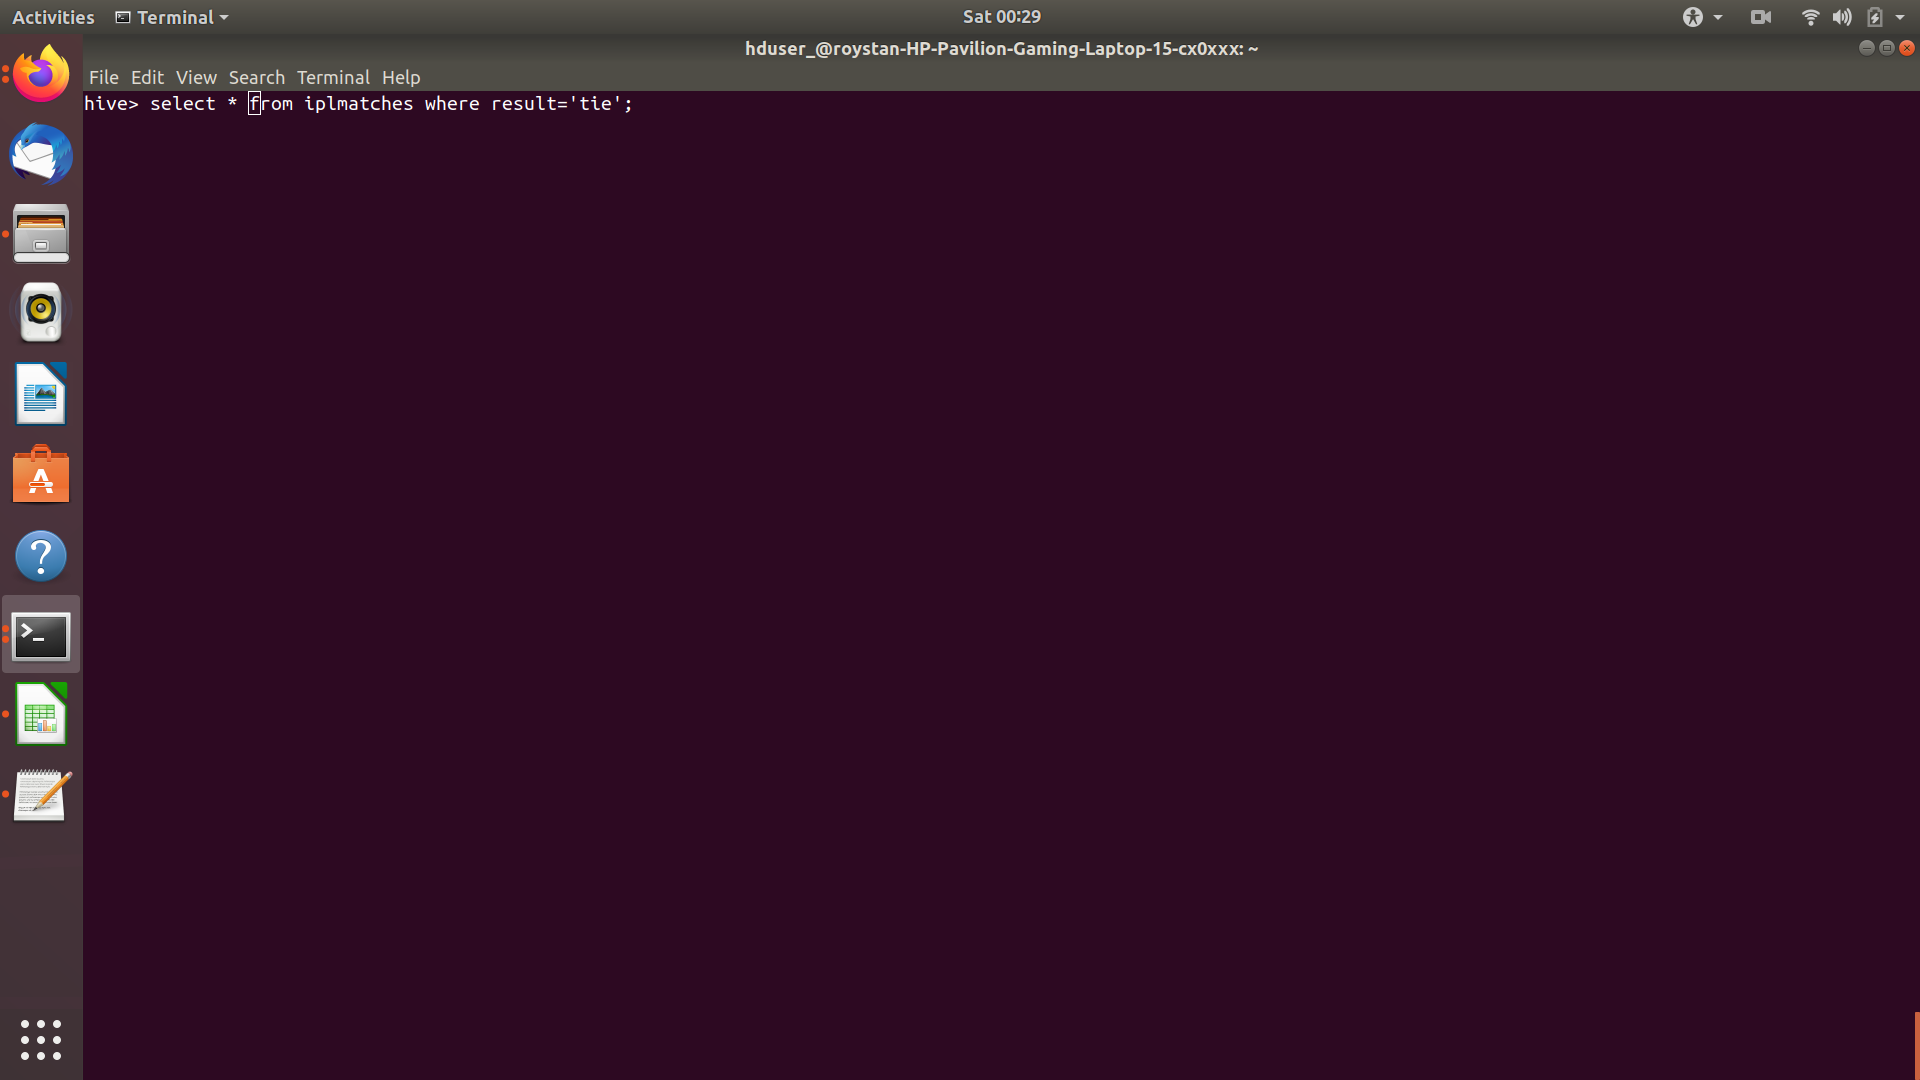 Activities Terminal Sat 00:29
hduser_@roystan-HP-Pavilion-Gaming-Laptop-15-cx0xxx: ~
File Edit View Search Terminal Help
hive> select * from iplmatches where result='tie';